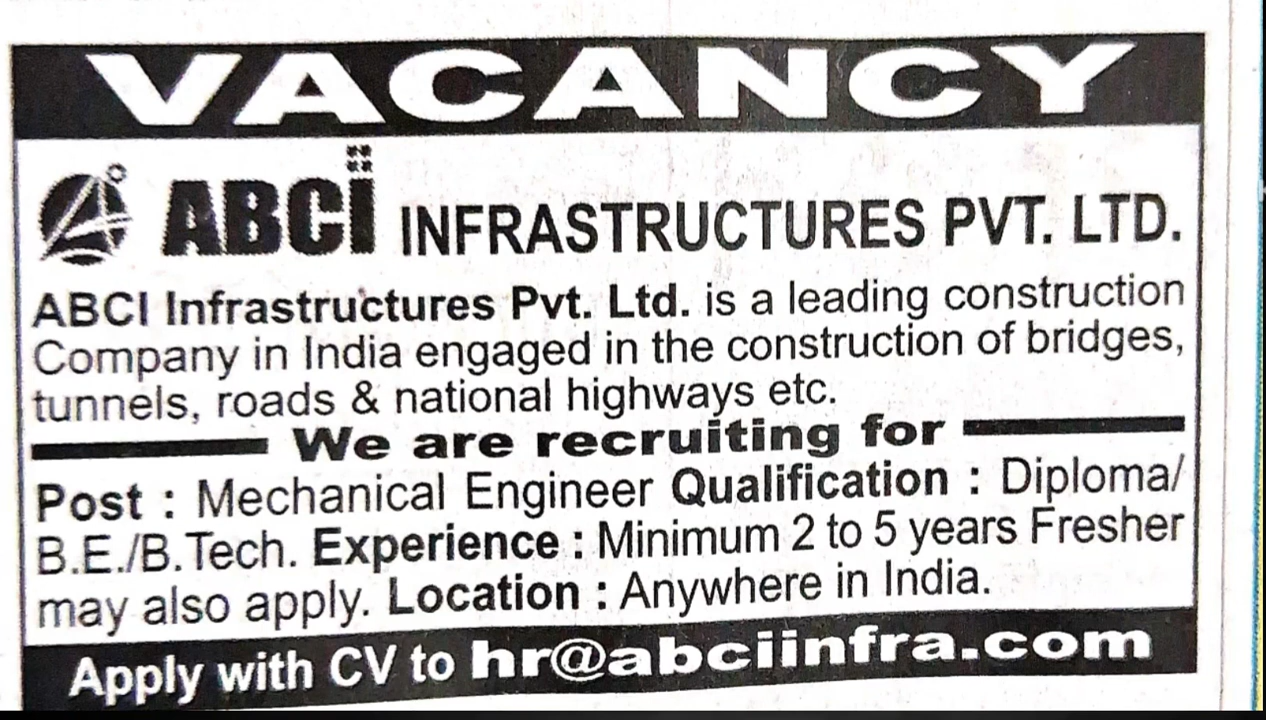 VACANCY
ABCI INFRASTRUCTURES PVT. LTD.
ABCI Infrastructures Pvt. Ltd. is a leading construction
Company in India engaged in the construction of bridges,
tunnels, roads & national highways etc.
We are recruiting for
Post : Mechanical Engineer Qualification : Diploma/
B.E./B.Tech. Experience : Minimum 2 to 5 years Fresher
may also apply. Location : Anywhere in India.
Apply with CV to hr@abciinfra.com